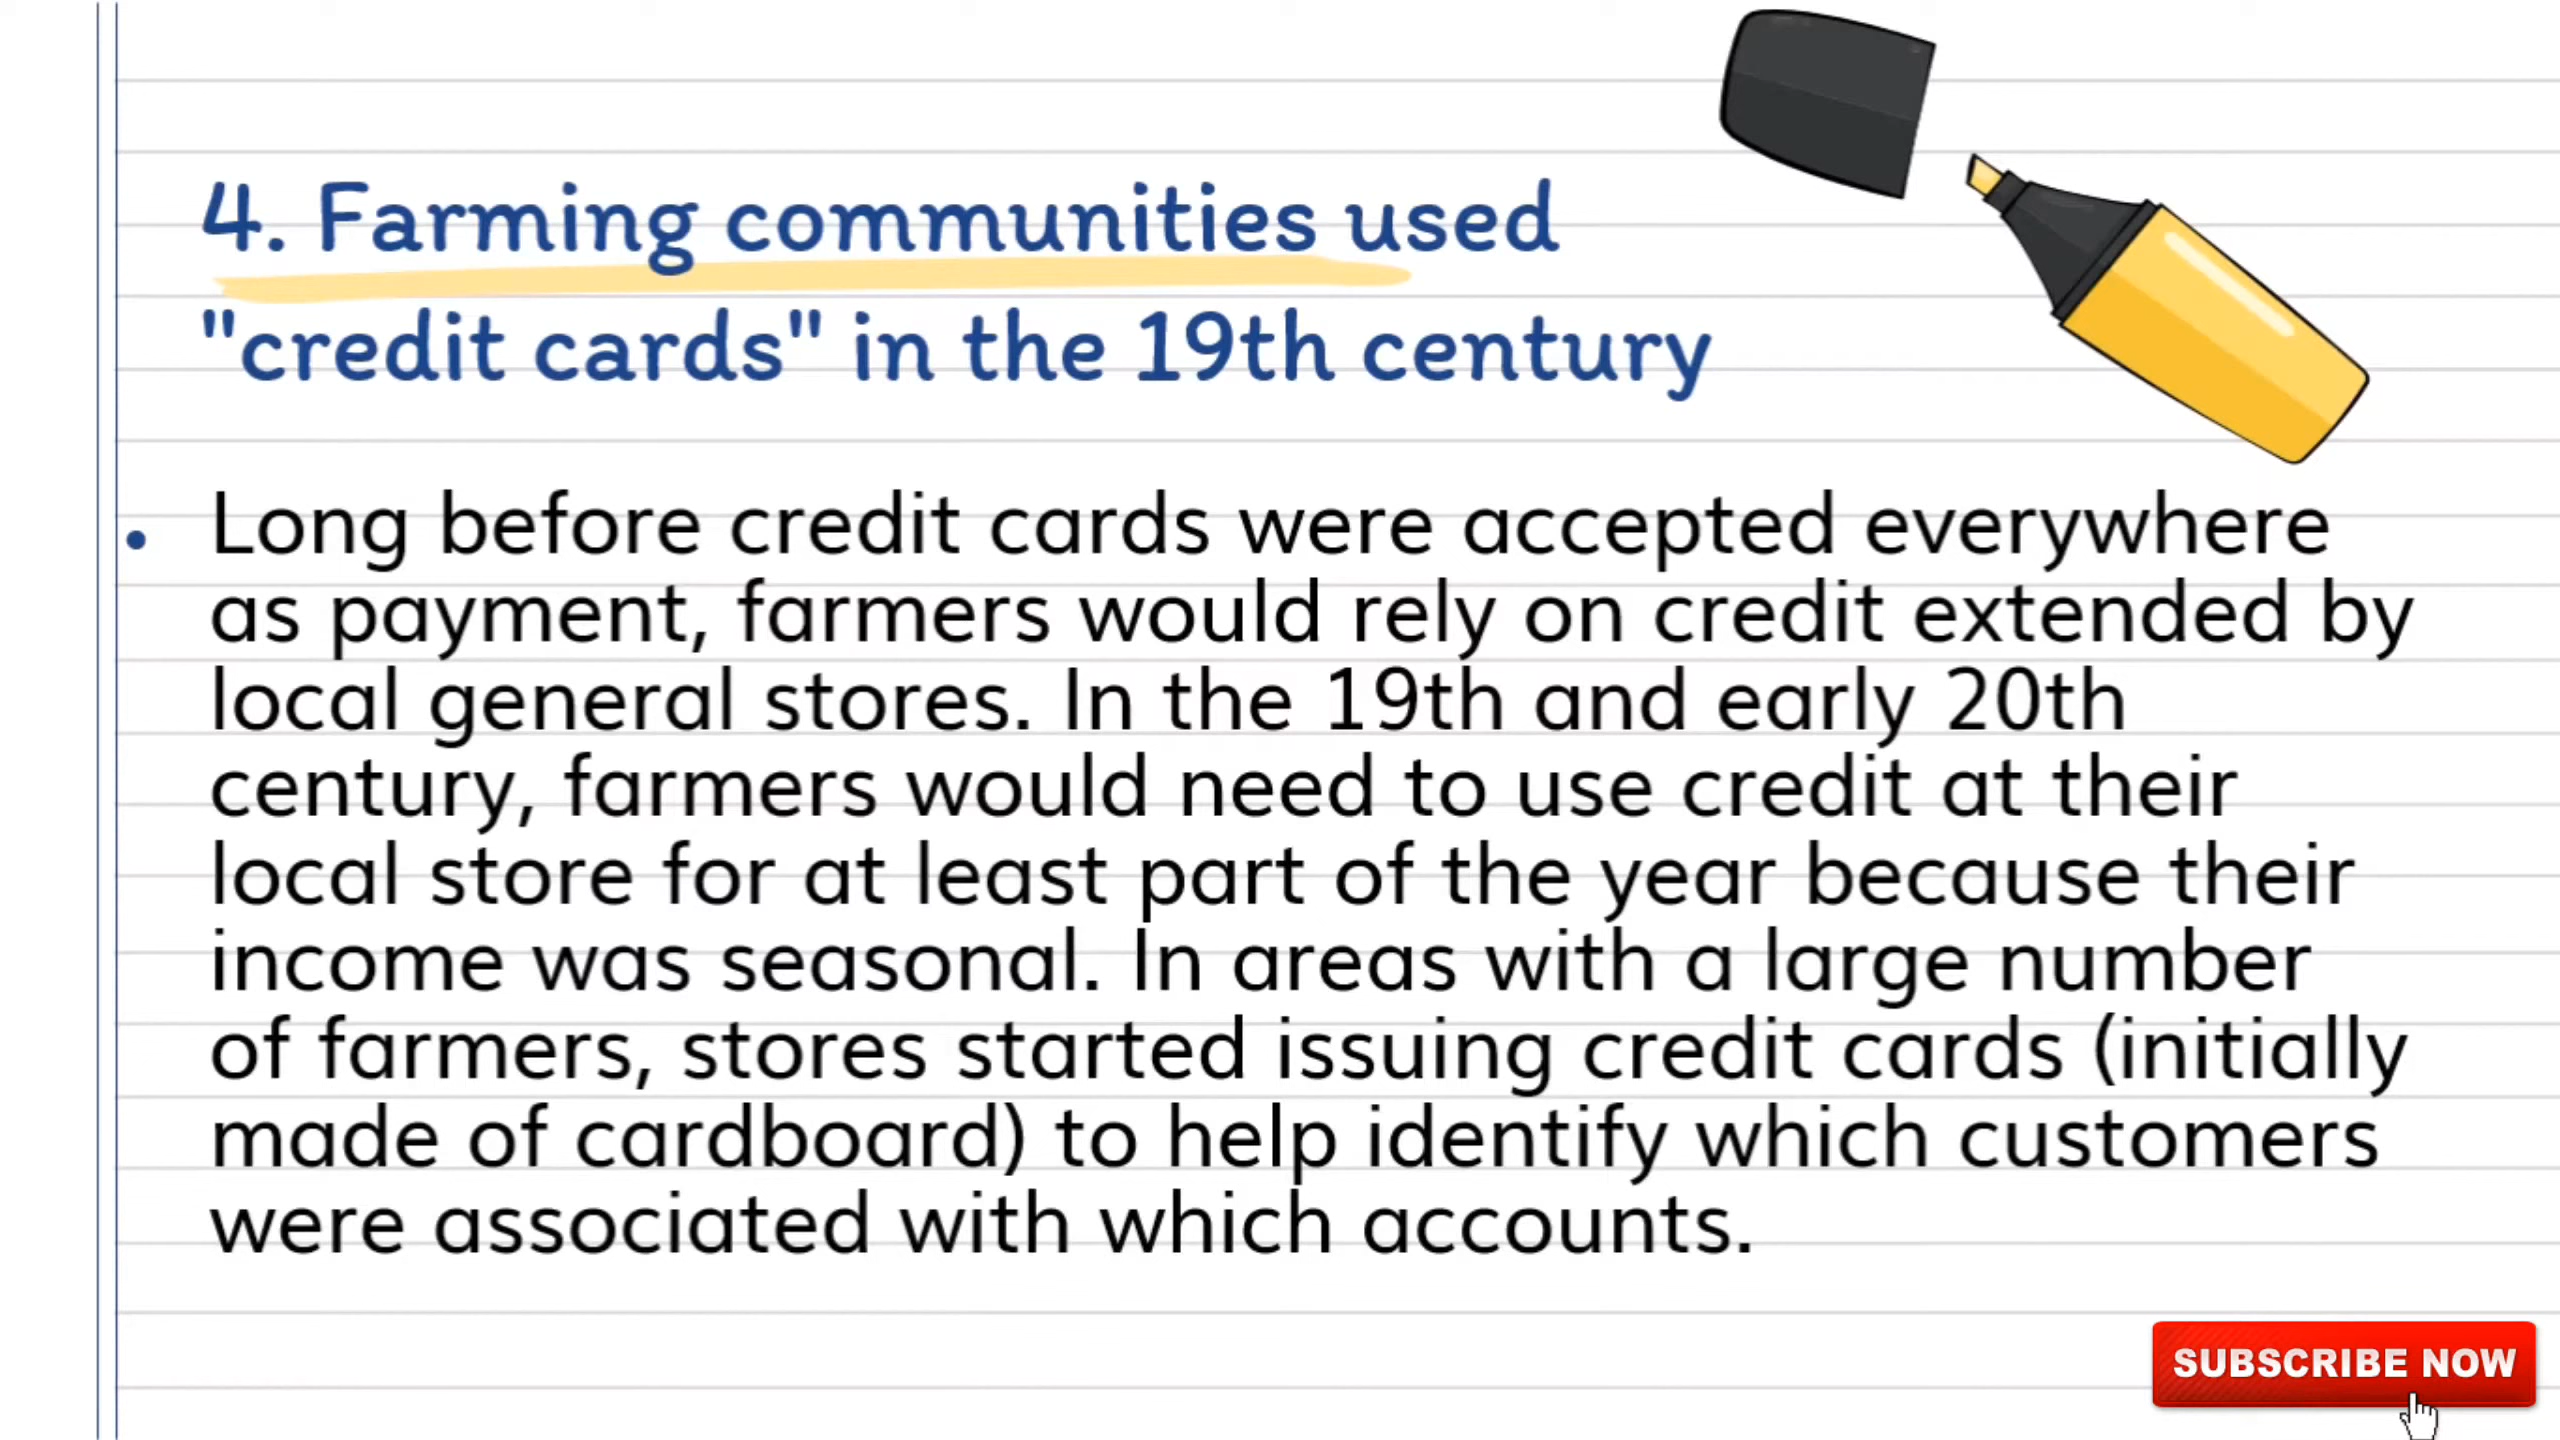 4. Farming communities used
"credit cards" in the 19th century
• Long before credit cards were accepted everywhere
as payment, farmers would rely on credit extended by
local general stores. In the 19th and early 20th
century, farmers would need to use credit at their
local store for at least part of the year because their
income was seasonal. In areas with a large number
of farmers, stores started issuing credit cards (initially
made of cardboard) to help identify which customers
were associated with which accounts.
SUBSCRIBE NOW